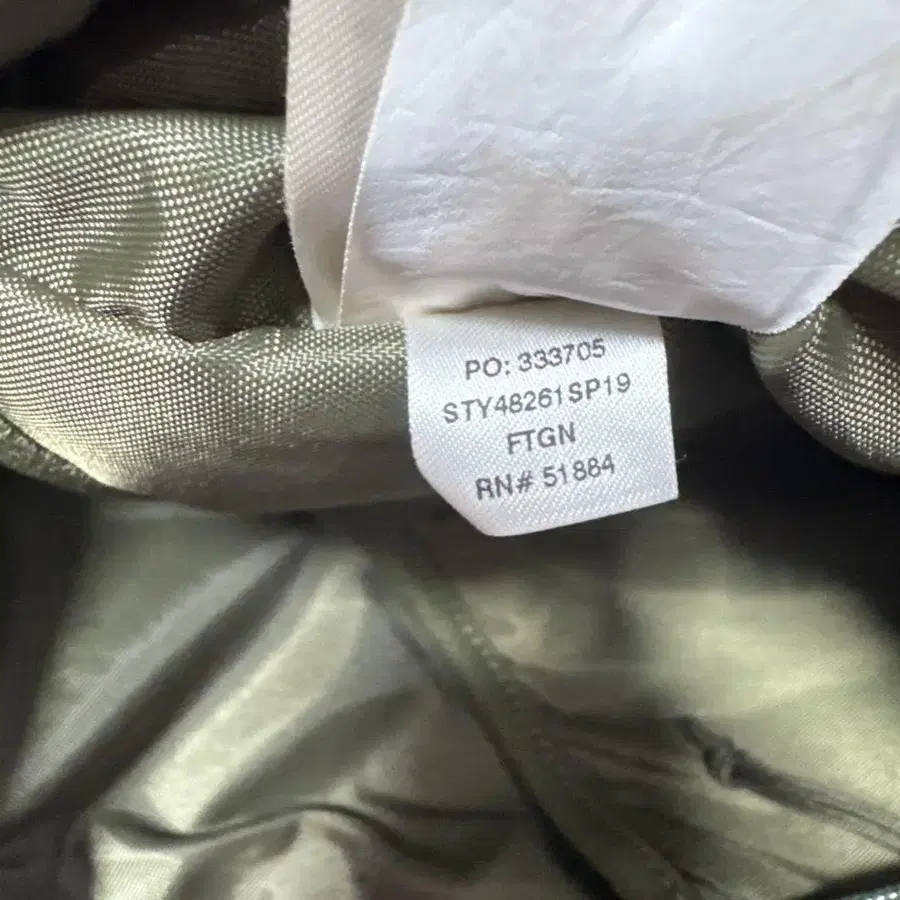 PO: 333705
STY48261SP19
FTGN
RN# 51884